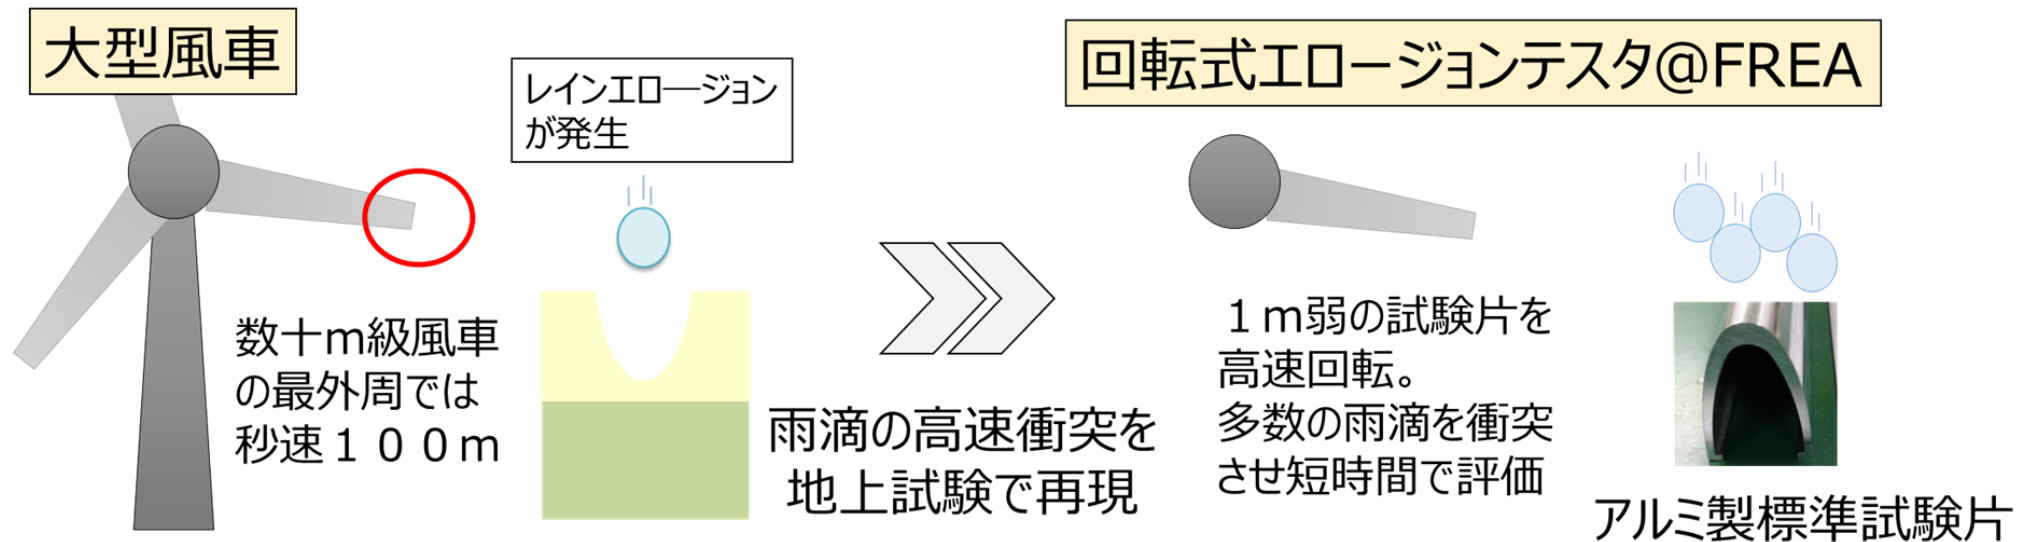 大型風車
レインエロージョン
が発生
数十m級風車
の最外周では
秒速１００ｍ
雨滴の高速衝突を
地上試験で再現
回転式エロージョンテスタ@FREA
１ｍ弱の試験片を
高速回転。
多数の雨滴を衝突
させ短時間で評価
アルミ製標準試験片